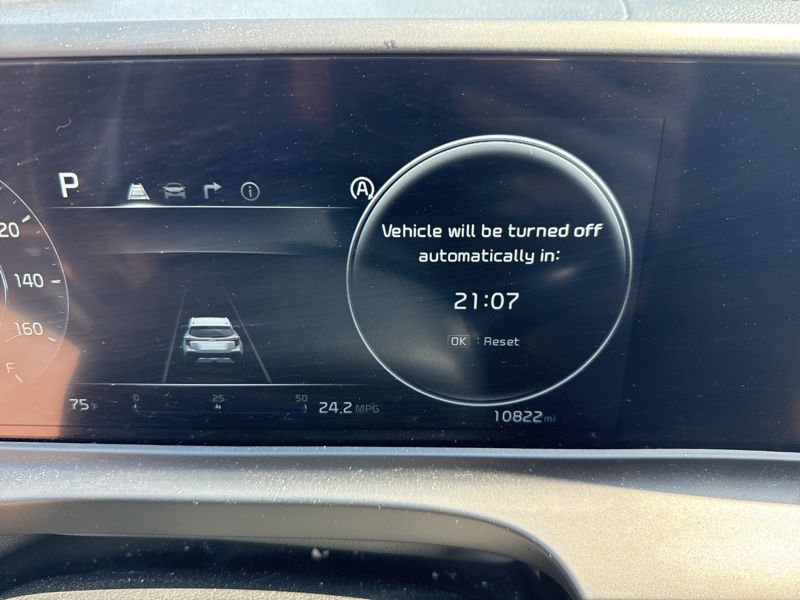 P
(A)
120
140
160
F
Vehicle will be turned off
automatically in:
21:07
OK : Reset
75°F
0 25 50
24.2 MPG
10822 mi